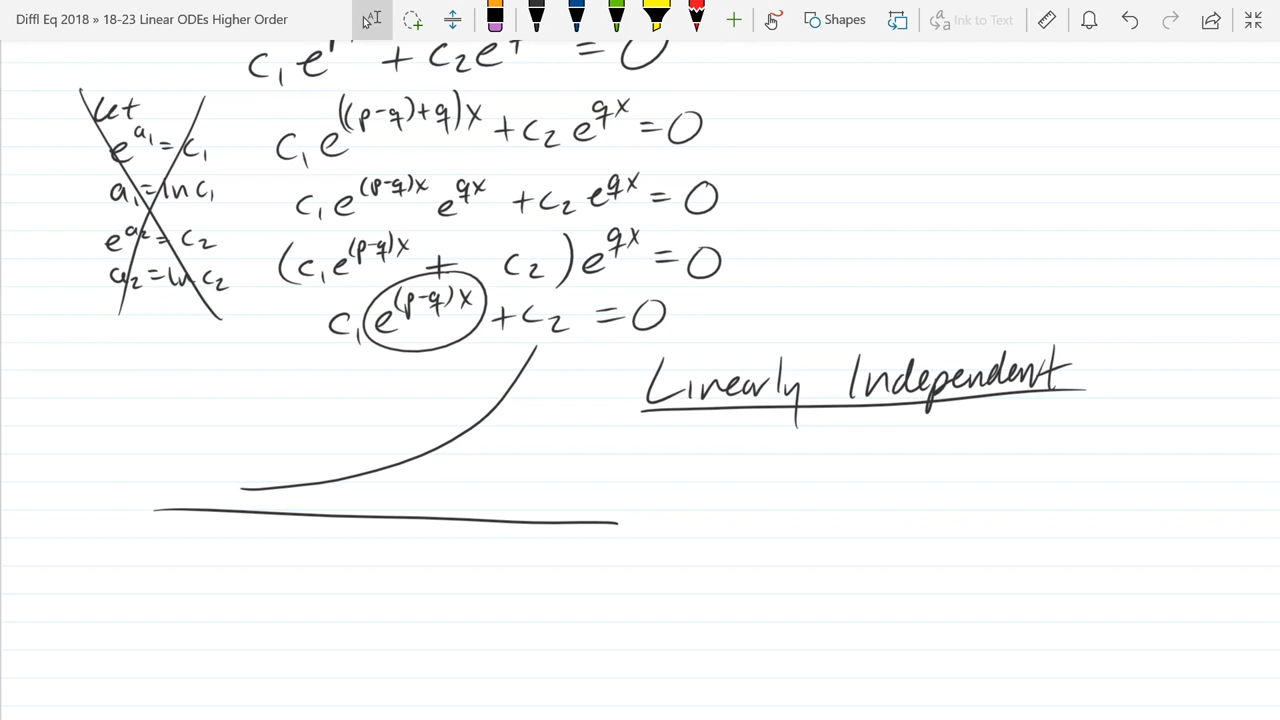 Diffl Eq 2018 » 18-23 Linear ODEs Higher Order
Shapes
Ink to Text
+ c₂e = 0
Let
e^{a₁} = c₁
a₁ = ln c₁
e^{a₂} = c₂
a₂ = ln c₂
c₁e^{((p-q)+q)x} + c₂e^{qx} = 0
c₁e^{(p-q)x} e^{qx} + c₂e^{qx} = 0
(c₁e^{(p-q)x} + c₂)e^{qx} = 0
c₁e^{(p-q)x} + c₂ = 0
Linearly Independent